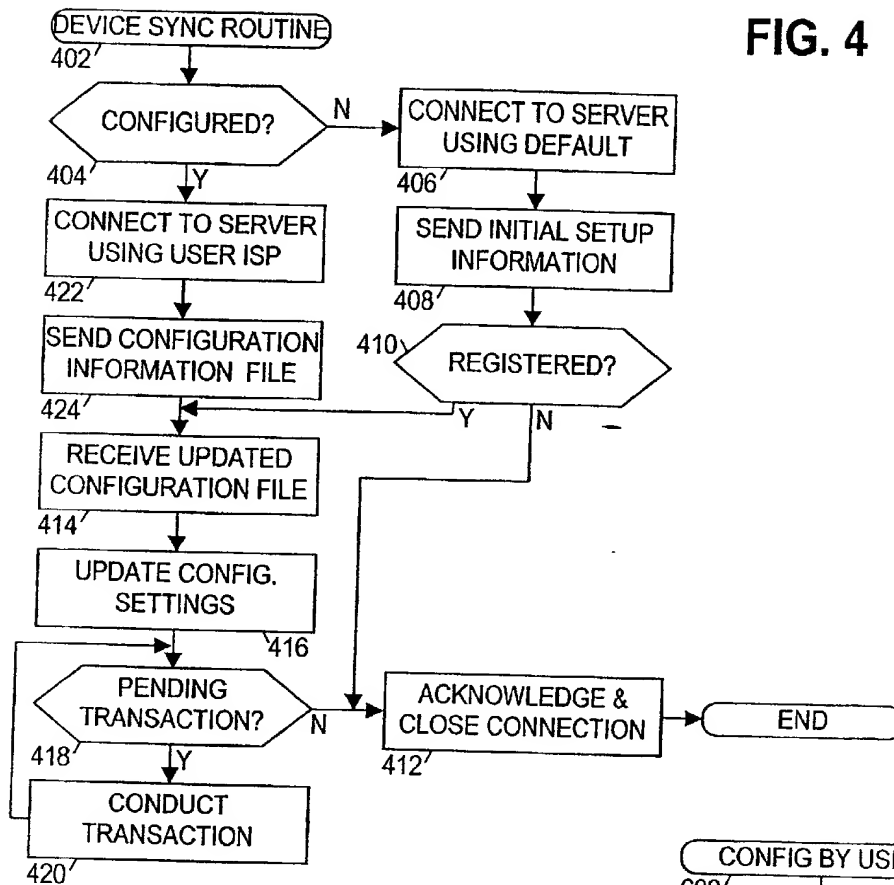 FIG. 4
DEVICE SYNC ROUTINE
402
CONFIGURED?
N
404
Y
CONNECT TO SERVER
USING DEFAULT
406
CONNECT TO SERVER
USING USER ISP
422
SEND INITIAL SETUP
INFORMATION
408
SEND CONFIGURATION
INFORMATION FILE
424
410
REGISTERED?
Y
N
RECEIVE UPDATED
CONFIGURATION FILE
414
UPDATE CONFIG.
SETTINGS
416
PENDING
TRANSACTION?
N
418
Y
ACKNOWLEDGE &
CLOSE CONNECTION
412
END
CONDUCT
TRANSACTION
420
CONFIG BY